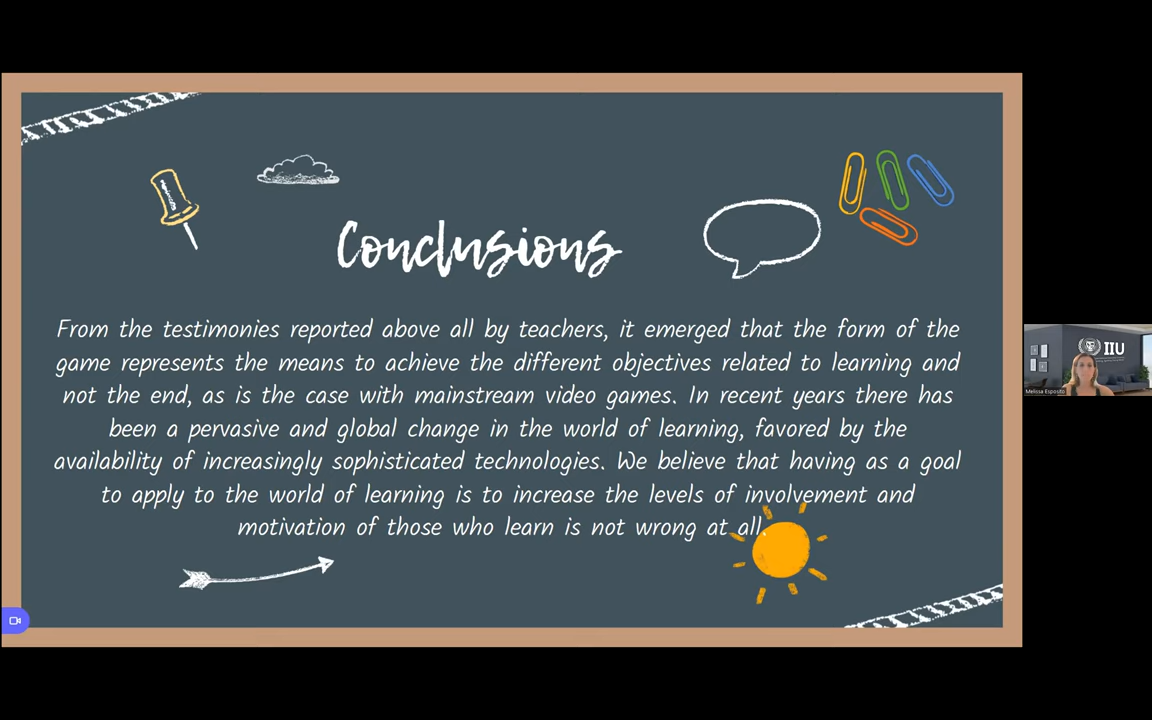 Conclusions
From the testimonies reported above all by teachers, it emerged that the form of the
game represents the means to achieve the different objectives related to learning and
not the end, as is the case with mainstream video games. In recent years there has
been a pervasive and global change in the world of learning, favored by the
availability of increasingly sophisticated technologies. We believe that having as a goal
to apply to the world of learning is to increase the levels of involvement and
motivation of those who learn is not wrong at all.
IIU
Melissa Esposito